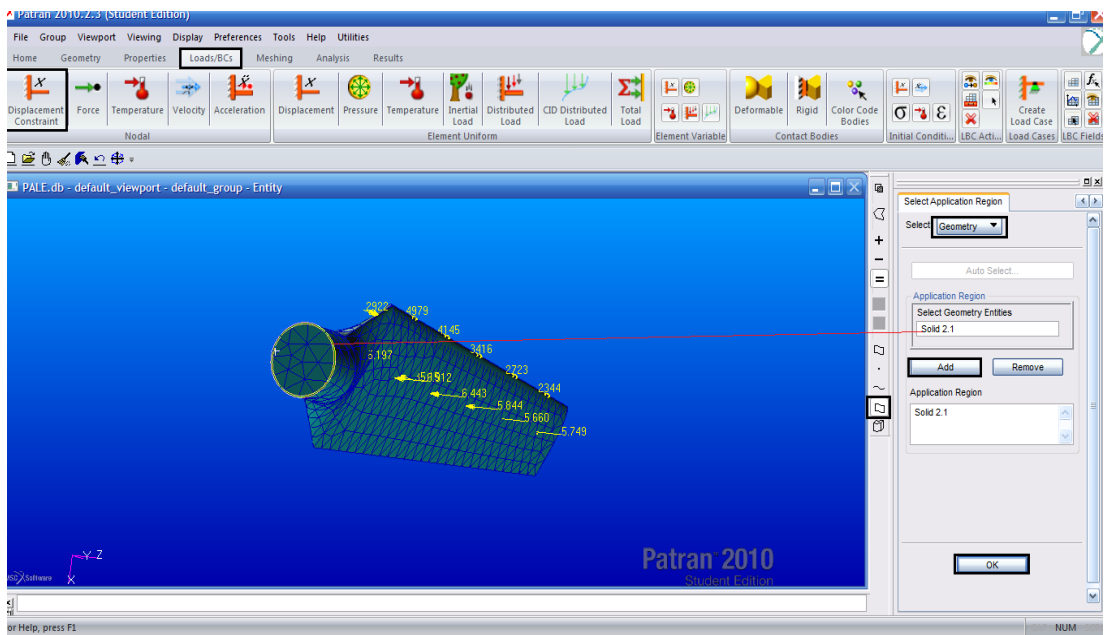 Patran 2010.2.3 (Student Edition)
File Group Viewport Viewing Display Preferences Tools Help Utilities
Home Geometry Properties Loads/BCs Meshing Analysis Results
Displacement Constraint
Force
Temperature
Velocity
Acceleration
Displacement
Pressure
Temperature
Inertial Load
Distributed Load
CID Distributed Load
Total Load
Deformable
Rigid
Color Code Bodies
Create Load Case
Nodal
Element Uniform
Element Variable
Contact Bodies
Initial Conditi...
LBC Acti...
Load Cases
LBC Fields
PALE.db - default_viewport - default_group - Entity
Select Application Region
Select Geometry
Auto Select...
Application Region
Select Geometry Entities
Solid 2.1
Add Remove
Application Region
Solid 2.1
OK
2922
4979
4145
3416
6.197
2723
2344
6.443
5.844
5.660
5.749
Z
Y
X
Patran 2010
Student Edition
MSC Software
or Help, press F1
NUM